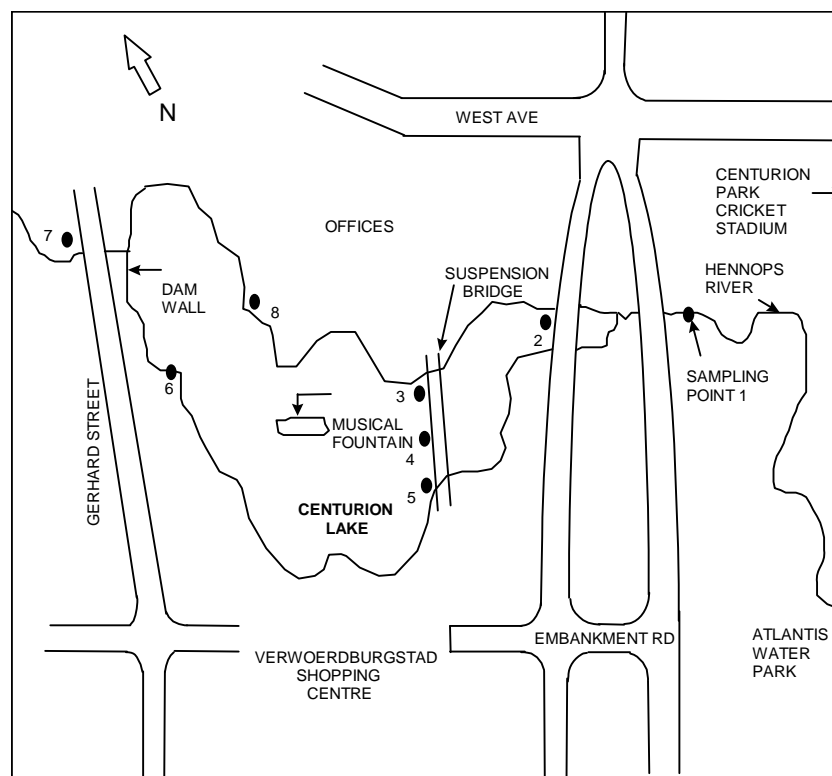 N
WEST AVE
CENTURION
PARK
CRICKET
STADIUM
OFFICES
7
SUSPENSION
BRIDGE
HENNOPS
RIVER
DAM
WALL
8
2
6
3
SAMPLING
POINT 1
MUSICAL
FOUNTAIN
4
GERHARD STREET
5
CENTURION
LAKE
EMBANKMENT RD
ATLANTIS
WATER
PARK
VERWOERDBURGSTAD
SHOPPING
CENTRE